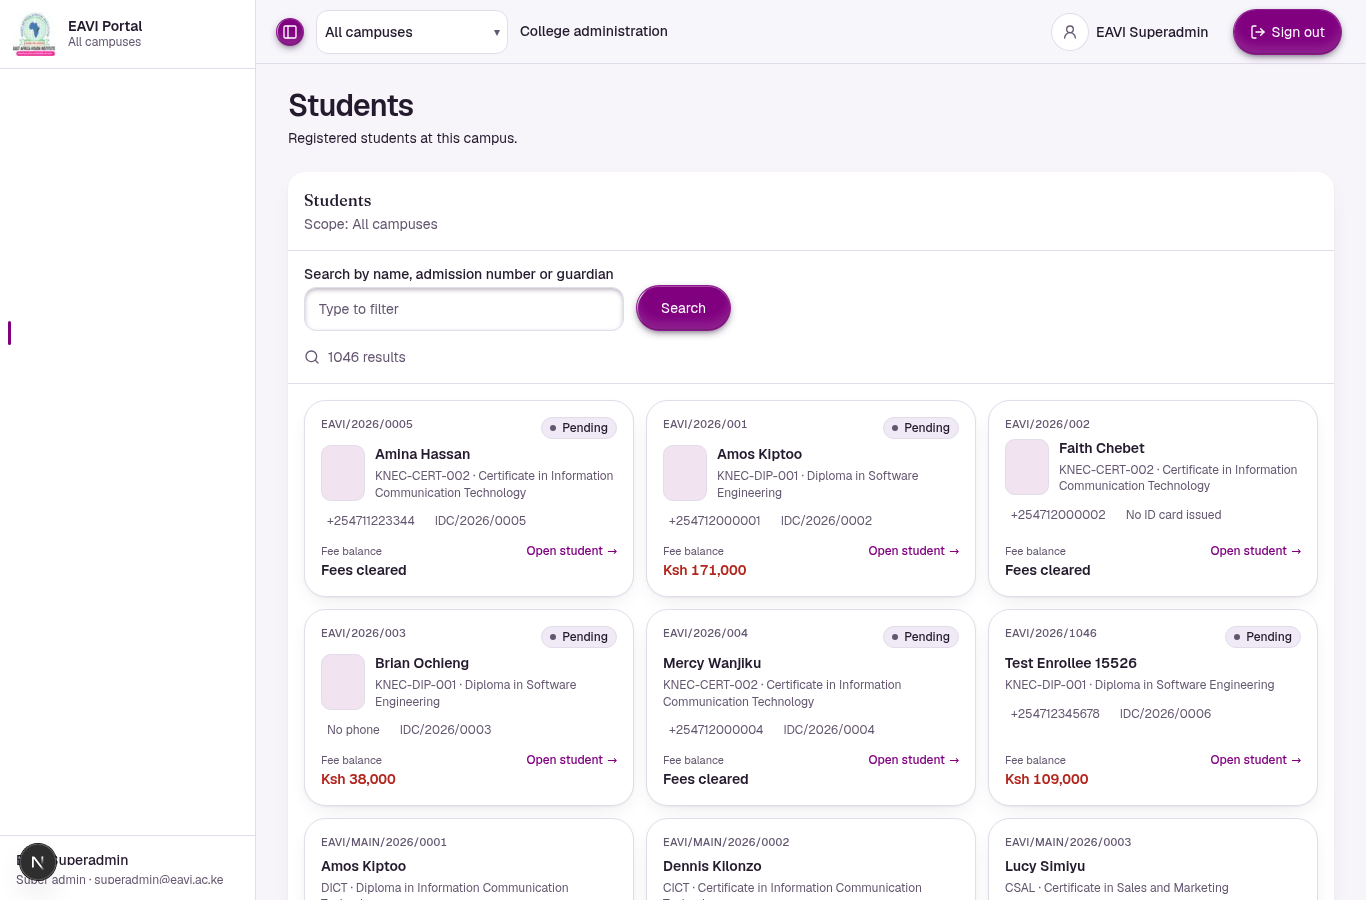 EAVI Portal
All campuses
All campuses
College administration
EAVI Superadmin
Sign out
Students
Registered students at this campus.
Students
Scope: All campuses
Search by name, admission number or guardian
Type to filter
Search
1046 results
EAVI/2026/0005
Pending
Amina Hassan
KNEC-CERT-002 · Certificate in Information
Communication Technology
+254711223344 IDC/2026/0005
Fee balance
Open student →
Fees cleared
EAVI/2026/001
Pending
Amos Kiptoo
KNEC-DIP-001 · Diploma in Software
Engineering
+254712000001 IDC/2026/0002
Fee balance
Open student →
Ksh 171,000
EAVI/2026/002
Faith Chebet
KNEC-CERT-002 · Certificate in Information
Communication Technology
+254712000002 No ID card issued
Fee balance
Open student →
Fees cleared
EAVI/2026/003
Pending
Brian Ochieng
KNEC-DIP-001 · Diploma in Software
Engineering
No phone IDC/2026/0003
Fee balance
Open student →
Ksh 38,000
EAVI/2026/004
Pending
Mercy Wanjiku
KNEC-CERT-002 · Certificate in Information
Communication Technology
+254712000004 IDC/2026/0004
Fee balance
Open student →
Fees cleared
EAVI/2026/1046
Pending
Test Enrollee 15526
KNEC-DIP-001 · Diploma in Software Engineering
+254712345678 IDC/2026/0006
Fee balance
Open student →
Ksh 109,000
EAVI/MAIN/2026/0001
Amos Kiptoo
DICT · Diploma in Information Communication
EAVI/MAIN/2026/0002
Dennis Kilonzo
CICT · Certificate in Information Communication
EAVI/MAIN/2026/0003
Lucy Simiyu
CSAL · Certificate in Sales and Marketing
Superadmin
Super admin · superadmin@eavi.ac.ke